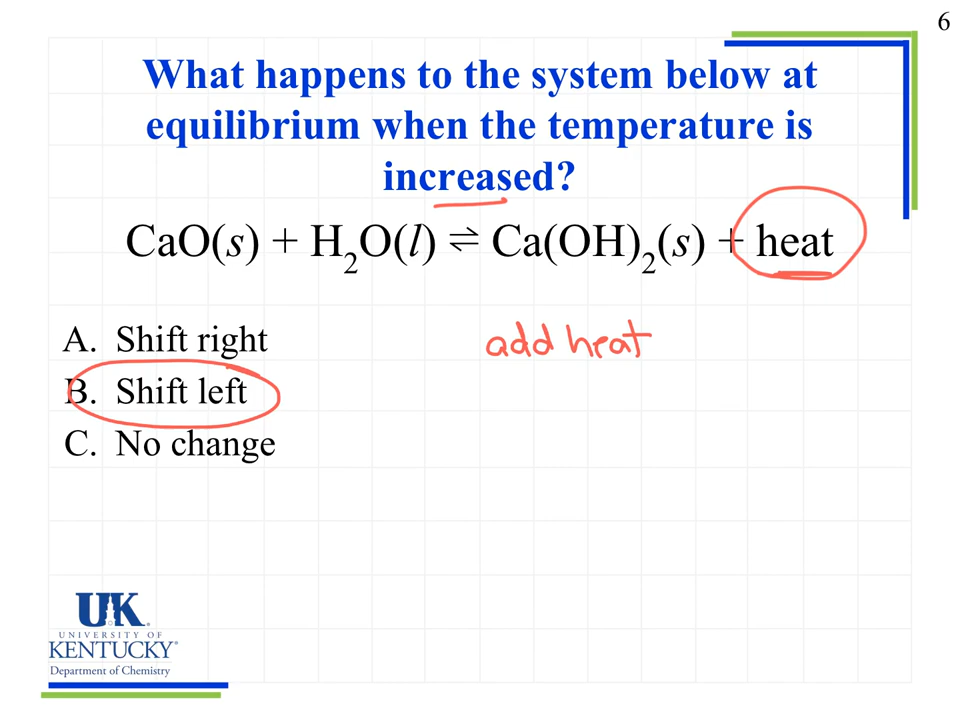 6
What happens to the system below at
equilibrium when the temperature is
increased?
CaO(s) + H₂O(l) ⇌ Ca(OH)₂(s) + heat
A. Shift right
add heat
B. Shift left
C. No change
UK
UNIVERSITY OF
KENTUCKY®
Department of Chemistry